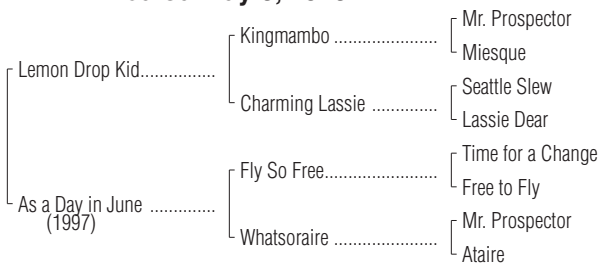 Kingmambo ......................
Mr. Prospector
Miesque
Lemon Drop Kid................
Charming Lassie ..............
Seattle Slew
Lassie Dear
Fly So Free........................
Time for a Change
Free to Fly
As a Day in June ..............
(1997)
Whatsoraire ......................
Mr. Prospector
Ataire